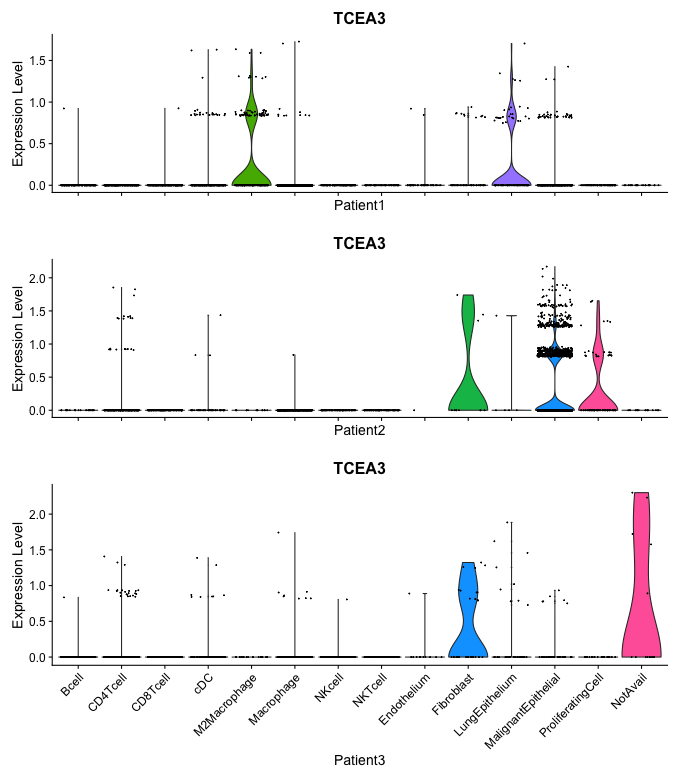 TCEA3
Expression Level
1.5
1.0
0.5
0.0
Patient1
TCEA3
Expression Level
2.0
1.5
1.0
0.5
0.0
Patient2
TCEA3
Expression Level
2.0
1.5
1.0
0.5
0.0
Bcell
CD4Tcell
CD8Tcell
cDC
M2Macrophage
Macrophage
NKcell
NKTcell
Endothelium
Fibroblast
LungEpithelium
MalignantEpithelial
ProliferatingCell
NotAvail
Patient3